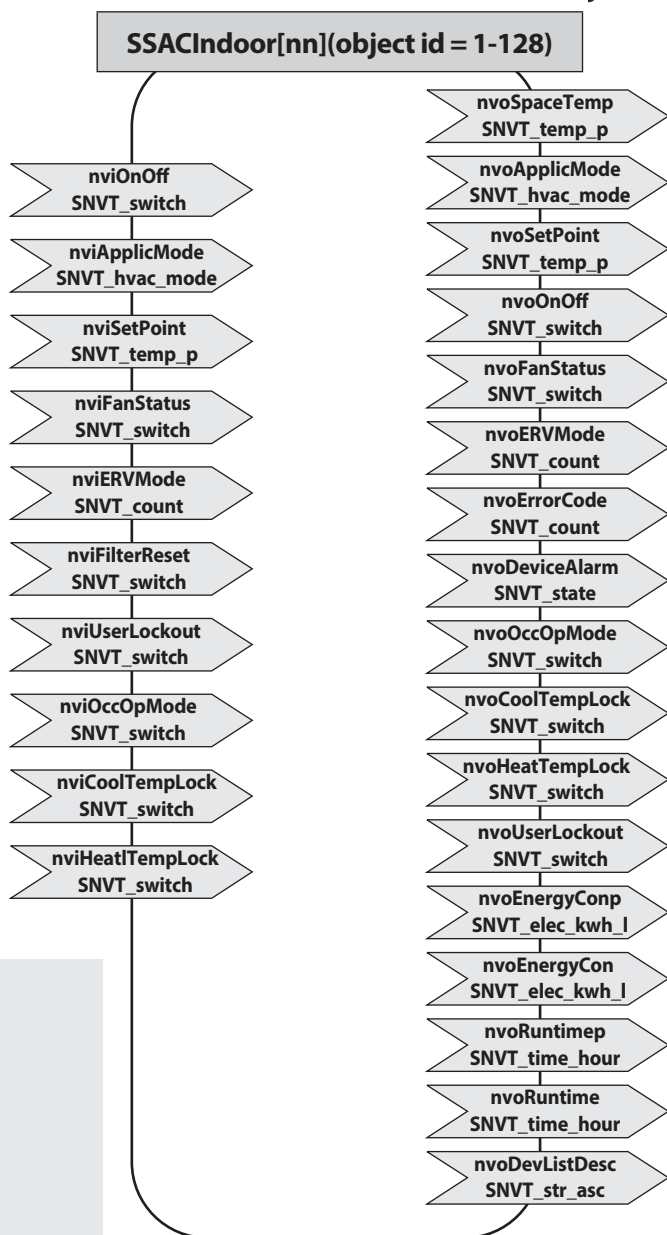 SSACIndoor[nn](object id = 1-128)
nviOnOff
SNVT_switch
nviApplicMode
SNVT_hvac_mode
nviSetPoint
SNVT_temp_p
nviFanStatus
SNVT_switch
nviERVMode
SNVT_count
nviFilterReset
SNVT_switch
nviUserLockout
SNVT_switch
nviOccOpMode
SNVT_switch
nviCoolTempLock
SNVT_switch
nviHeatlTempLock
SNVT_switch
nvoSpaceTemp
SNVT_temp_p
nvoApplicMode
SNVT_hvac_mode
nvoSetPoint
SNVT_temp_p
nvoOnOff
SNVT_switch
nvoFanStatus
SNVT_switch
nvoERVMode
SNVT_count
nvoErrorCode
SNVT_count
nvoDeviceAlarm
SNVT_state
nvoOccOpMode
SNVT_switch
nvoCoolTempLock
SNVT_switch
nvoHeatTempLock
SNVT_switch
nvoUserLockout
SNVT_switch
nvoEnergyConp
SNVT_elec_kwh_l
nvoEnergyCon
SNVT_elec_kwh_l
nvoRuntimep
SNVT_time_hour
nvoRuntime
SNVT_time_hour
nvoDevListDesc
SNVT_str_asc